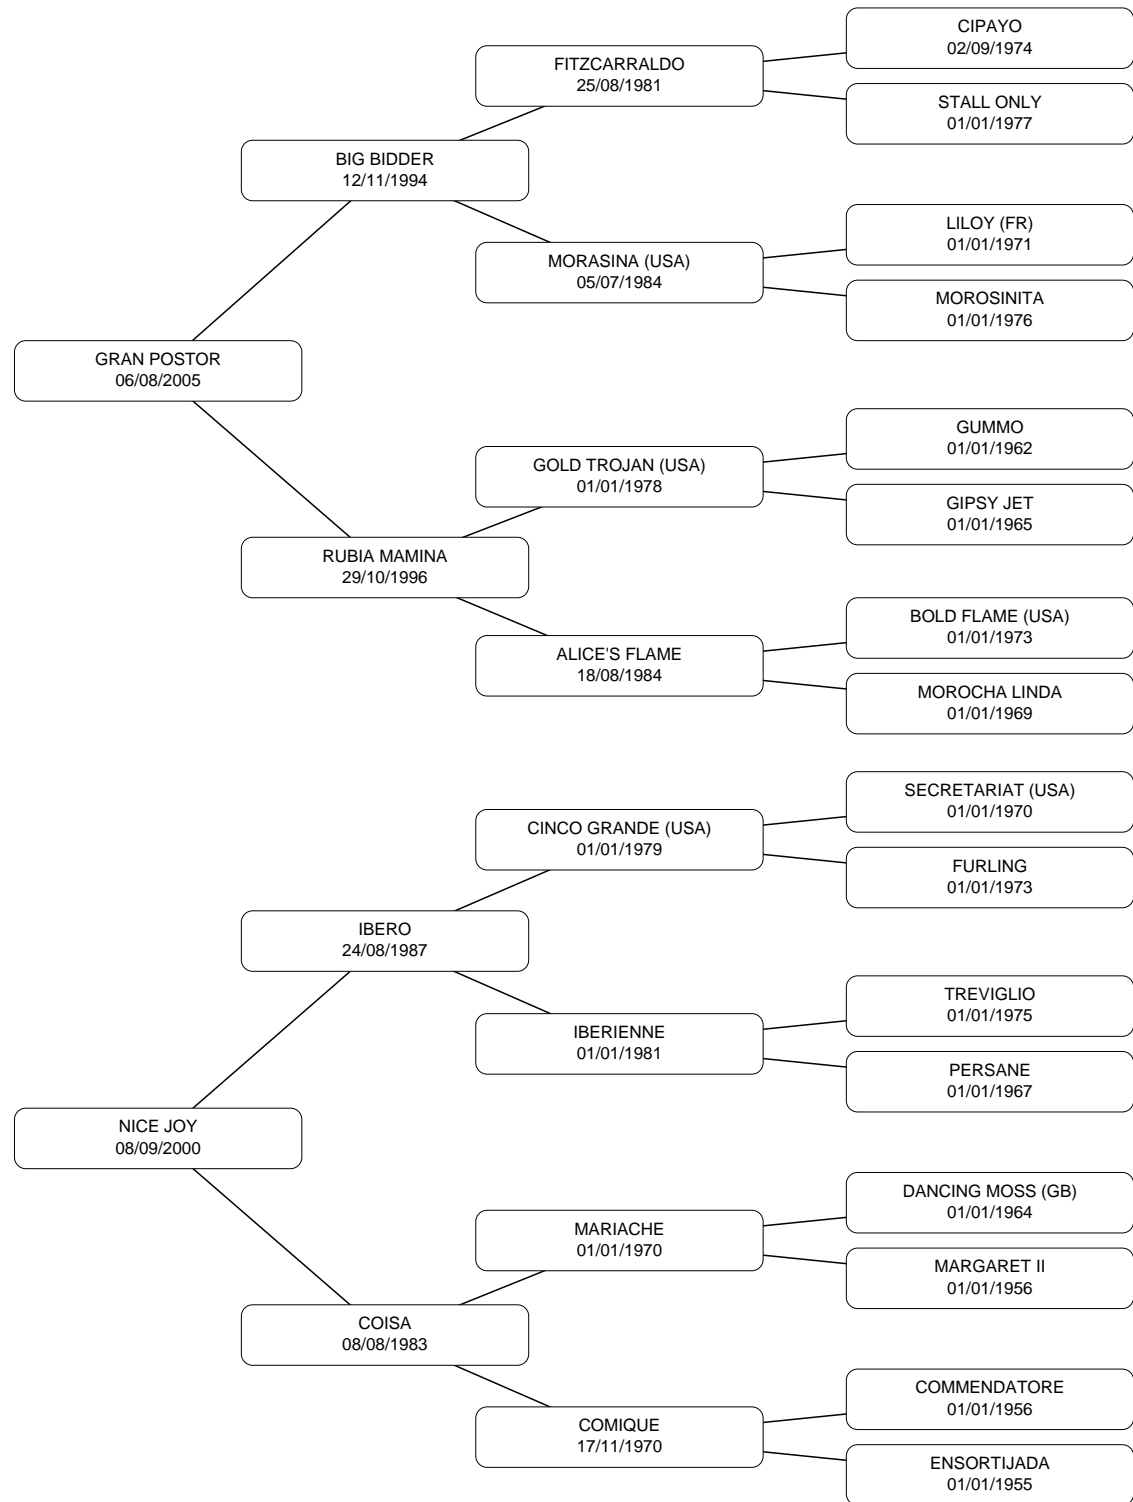 CIPAYO
02/09/1974
FITZCARRALDO
25/08/1981
STALL ONLY
01/01/1977
BIG BIDDER
12/11/1994
LILOY (FR)
01/01/1971
MORASINA (USA)
05/07/1984
MOROSINITA
01/01/1976
GRAN POSTOR
06/08/2005
GUMMO
01/01/1962
GOLD TROJAN (USA)
01/01/1978
GIPSY JET
01/01/1965
RUBIA MAMINA
29/10/1996
BOLD FLAME (USA)
01/01/1973
ALICE'S FLAME
18/08/1984
MOROCHA LINDA
01/01/1969
SECRETARIAT (USA)
01/01/1970
CINCO GRANDE (USA)
01/01/1979
FURLING
01/01/1973
IBERO
24/08/1987
TREVIGLIO
01/01/1975
IBERIENNE
01/01/1981
PERSANE
01/01/1967
NICE JOY
08/09/2000
DANCING MOSS (GB)
01/01/1964
MARIACHE
01/01/1970
MARGARET II
01/01/1956
COISA
08/08/1983
COMMENDATORE
01/01/1956
COMIQUE
17/11/1970
ENSORTIJADA
01/01/1955